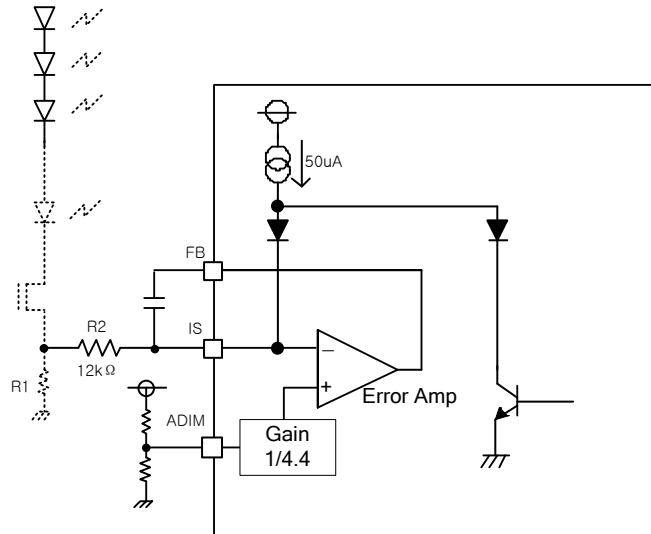 50uA
FB
R2
IS
12kΩ
R1
Error Amp
ADIM
Gain
1/4.4